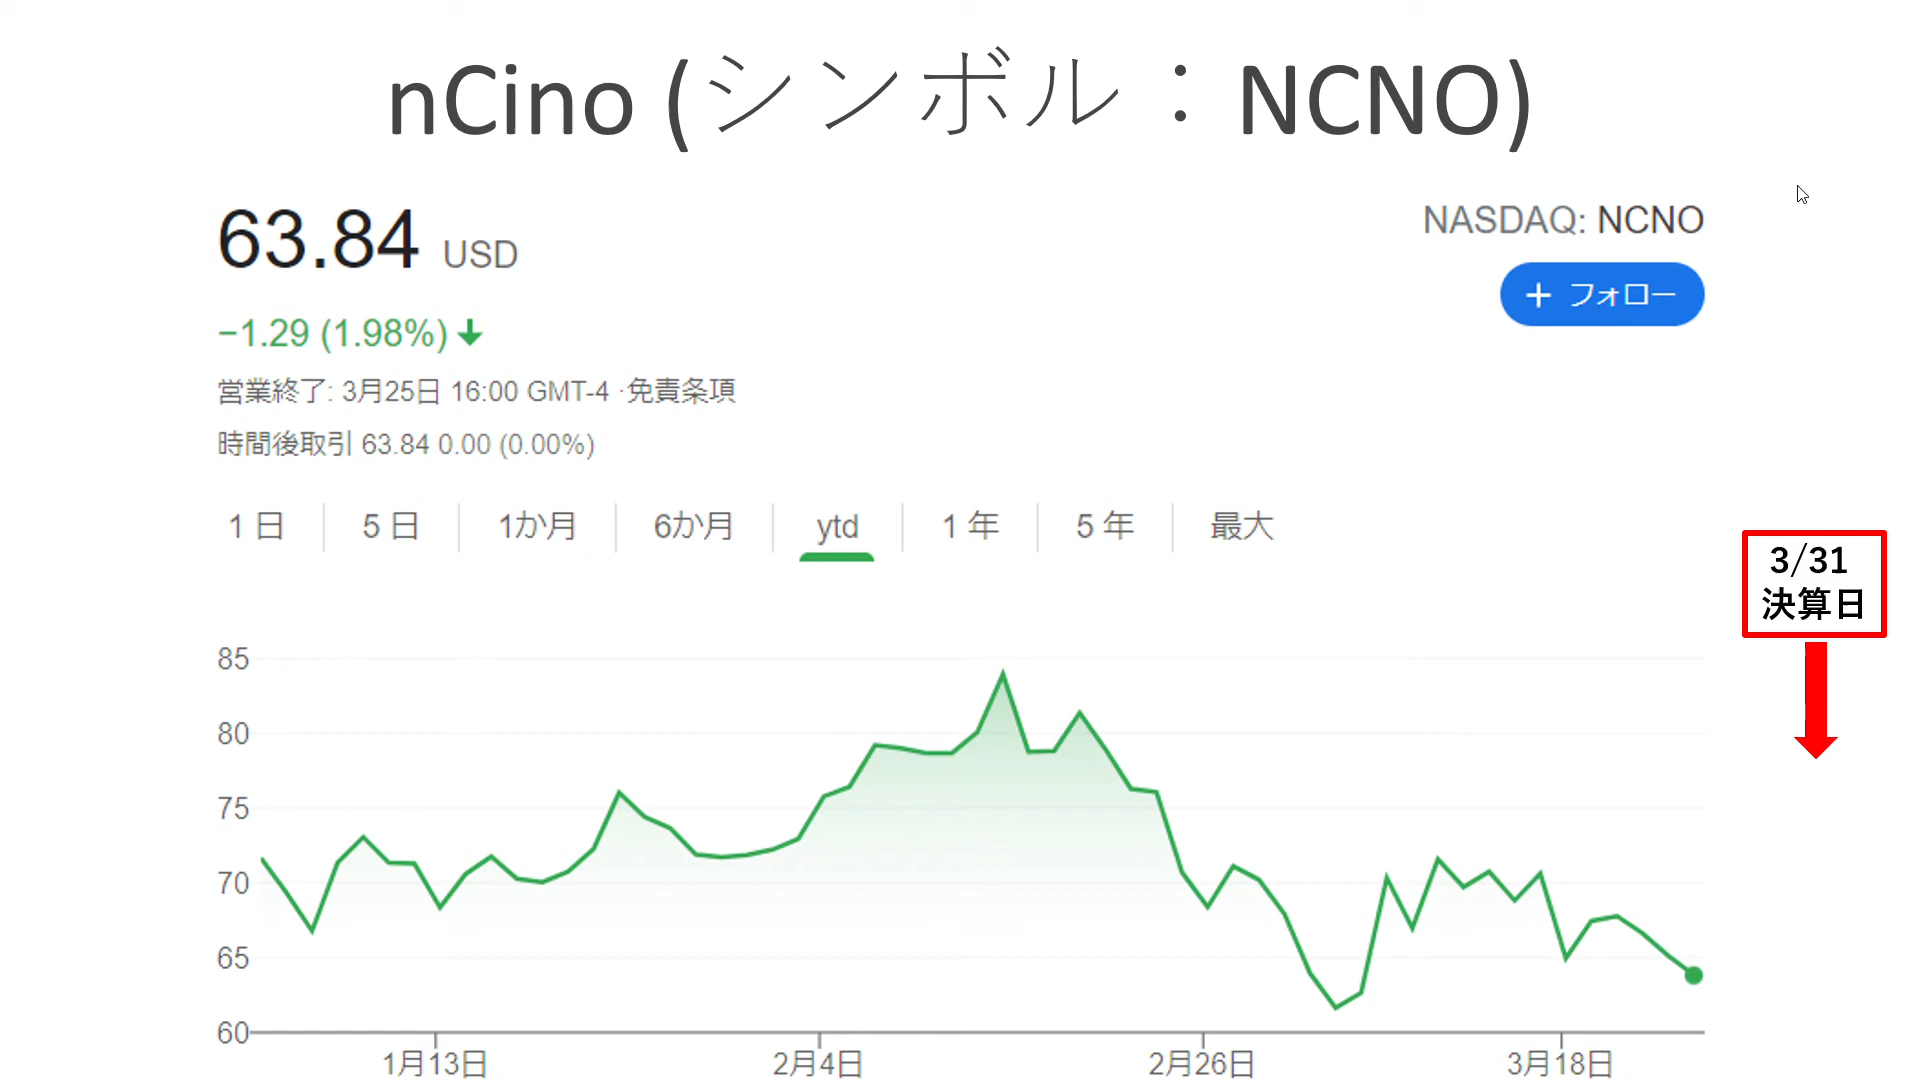 nCino (シンボル：NCNO)
63.84 USD
NASDAQ: NCNO
+ フォロー
−1.29 (1.98%)
営業終了: 3月25日 16:00 GMT-4 ·免責条項
時間後取引 63.84 0.00 (0.00%)
1 日 5 日 1か月 6か月 ytd 1 年 5 年 最大
3/31
決算日
85
80
75
70
65
60
1月13日 2月4日 2月26日 3月18日